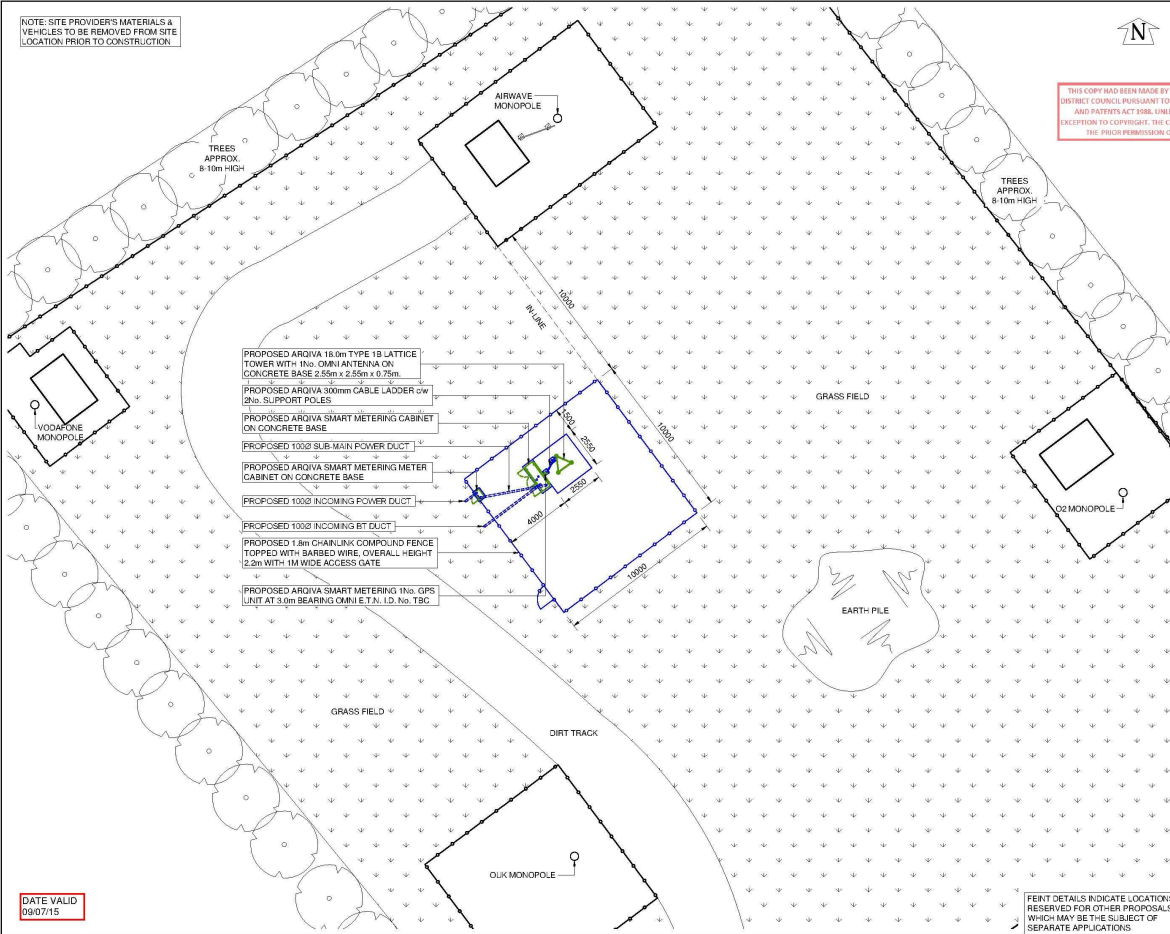 NOTE: SITE PROVIDER'S MATERIALS &
VEHICLES TO BE REMOVED FROM SITE
LOCATION PRIOR TO CONSTRUCTION
N
THIS COPY HAD BEEN MADE BY
DISTRICT COUNCIL PURSUANT TO
AND PATENTS ACT 1988. UNL
EXCEPTION TO COPYRIGHT. THE C
THE PRIOR PERMISSION O
AIRWAVE
MONOPOLE
TREES
APPROX.
8-10m HIGH
TREES
APPROX.
8-10m HIGH
10000
IN-LINE
PROPOSED ARQIVA 18.0m TYPE 1B LATTICE
TOWER WITH 1No. OMNI ANTENNA ON
CONCRETE BASE 2.55m x 2.55m x 0.75m.
PROPOSED ARQIVA 300mm CABLE LADDER c/w
2No. SUPPORT POLES
PROPOSED ARQIVA SMART METERING CABINET
ON CONCRETE BASE
PROPOSED 100Ø SUB-MAIN POWER DUCT
PROPOSED ARQIVA SMART METERING METER
CABINET ON CONCRETE BASE
PROPOSED 100Ø INCOMING POWER DUCT
PROPOSED 100Ø INCOMING BT DUCT
PROPOSED 1.8m CHAINLINK COMPOUND FENCE
TOPPED WITH BARBED WIRE, OVERALL HEIGHT
2.2m WITH 1M WIDE ACCESS GATE
PROPOSED ARQIVA SMART METERING 1No. GPS
UNIT AT 3.0m BEARING OMNI E.T.N. I.D. No. TBC
1500
2550
2550
4000
10000
10000
GRASS FIELD
VODAFONE
MONOPOLE
O2 MONOPOLE
EARTH PILE
GRASS FIELD
DIRT TRACK
OUK MONOPOLE
DATE VALID
09/07/15
FEINT DETAILS INDICATE LOCATIONS
RESERVED FOR OTHER PROPOSALS
WHICH MAY BE THE SUBJECT OF
SEPARATE APPLICATIONS